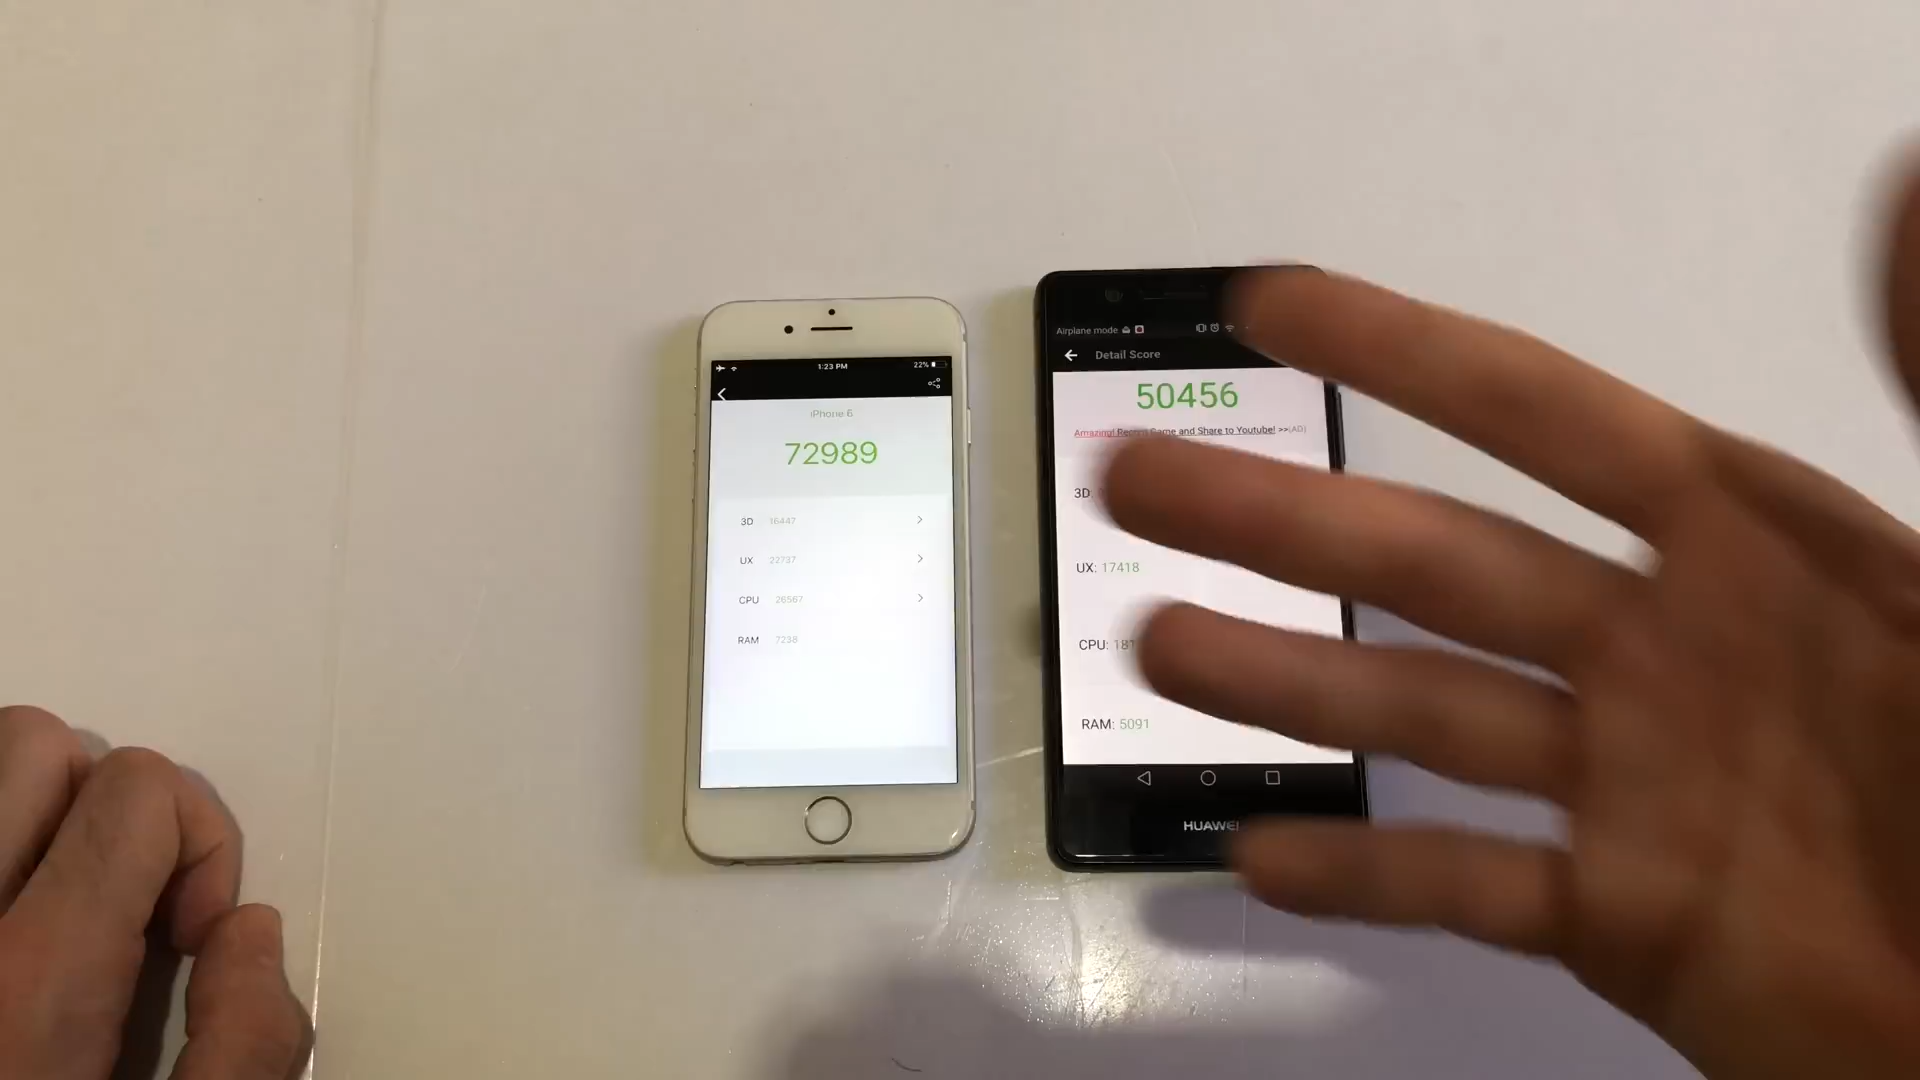 1:23 PM
22%
iPhone 6
72989
3D 16447
UX 22737
CPU 26567
RAM 7238
Airplane mode
Detail Score
50456
Amazing! Record Game and Share to Youtube! >>(AD)
3D:
UX: 17418
CPU: 181
RAM: 5091
HUAWEI